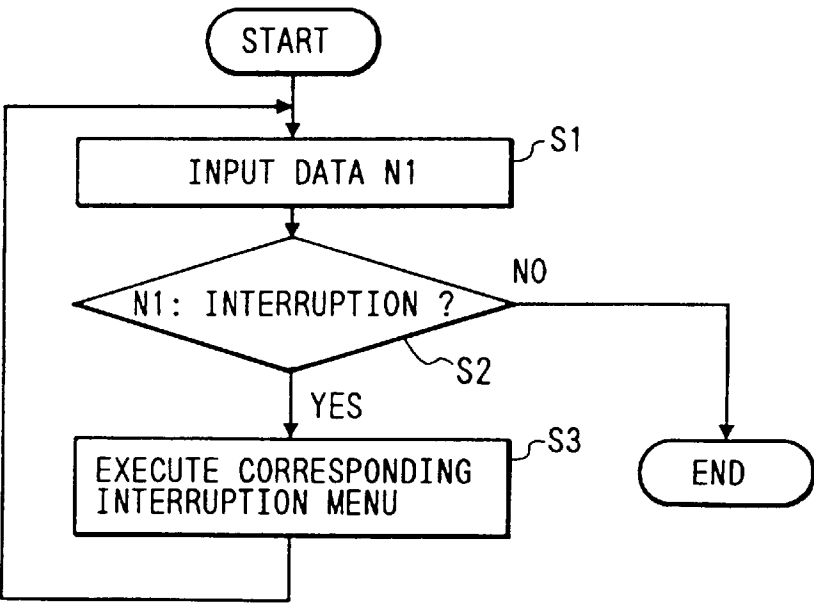 START
S1
INPUT DATA N1
NO
N1: INTERRUPTION ?
S2
YES
S3
EXECUTE CORRESPONDING
INTERRUPTION MENU
END